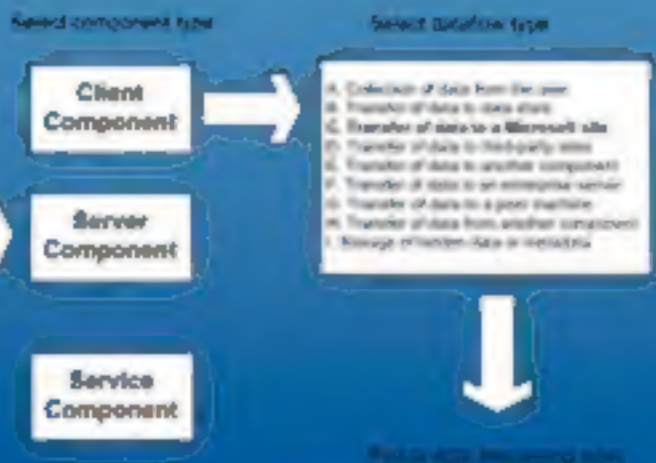 Select component type
Select dataflow type
Client
Component
Server
Component
Service
Component
A. Collection of data from the user
B. Transfer of data to data store
C. Transfer of data to a Microsoft site
D. Transfer of data to third-party sites
E. Transfer of data to another component
F. Transfer of data to an enterprise server
G. Transfer of data to a peer machine
H. Transfer of data from another component
I. Storage of hidden data or metadata